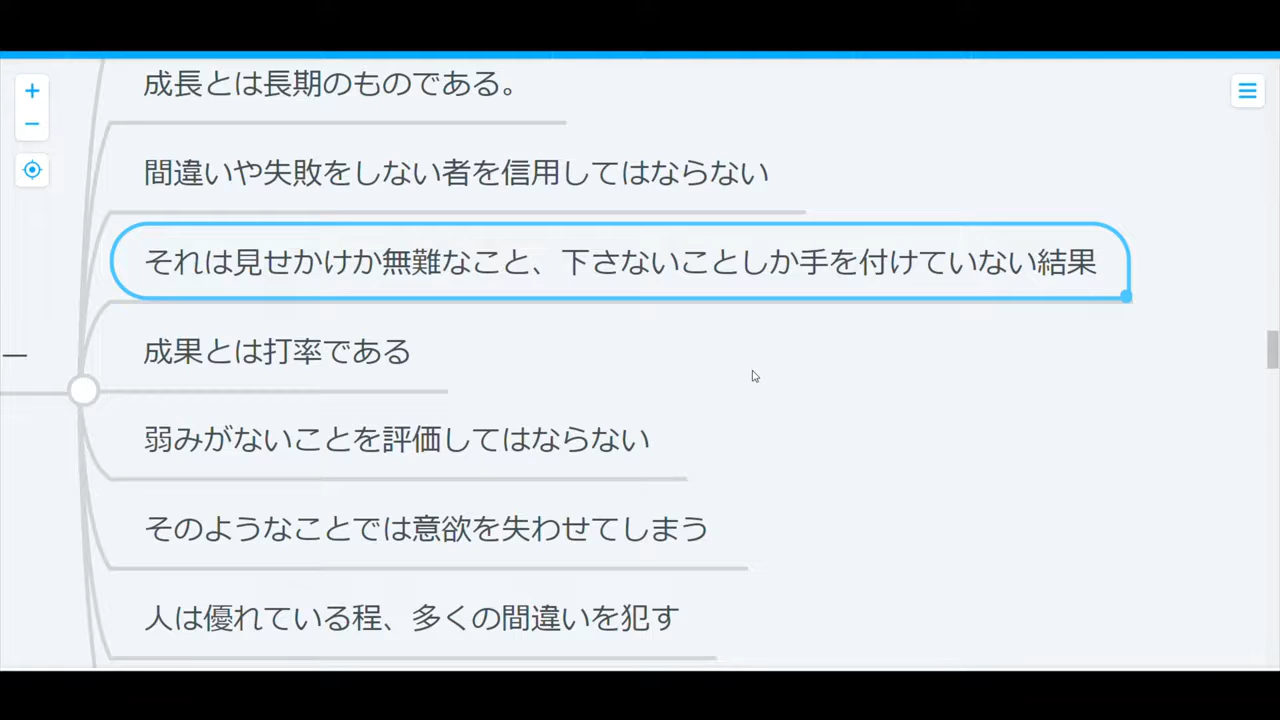 成長とは長期のものである。
間違いや失敗をしない者を信用してはならない
それは見せかけか無難なこと、下さないことしか手を付けていない結果
成果とは打率である
弱みがないことを評価してはならない
そのようなことでは意欲を失わせてしまう
人は優れている程、多くの間違いを犯す